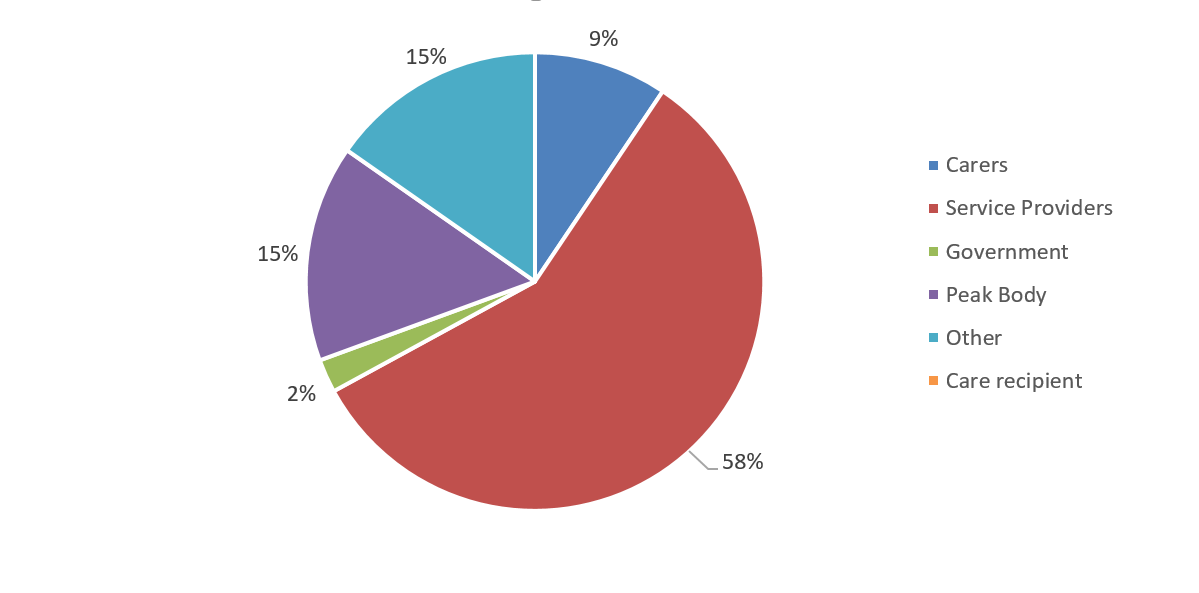 9%
15%
15%
2%
58%
Carers
Service Providers
Government
Peak Body
Other
Care recipient